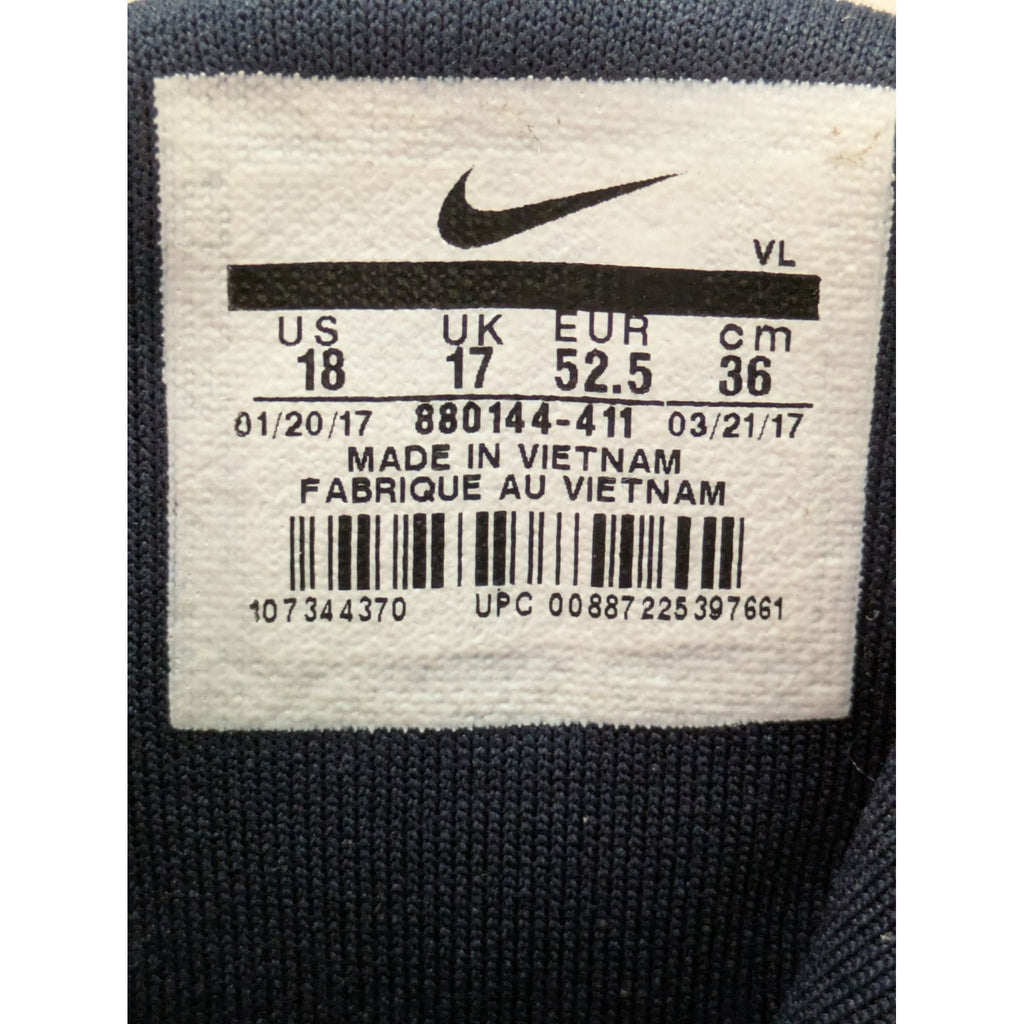 VL
US UK EUR cm
18 17 52.5 36
01/20/17 880144-411 03/21/17
MADE IN VIETNAM
FABRIQUE AU VIETNAM
107344370 UPC 00887225397661